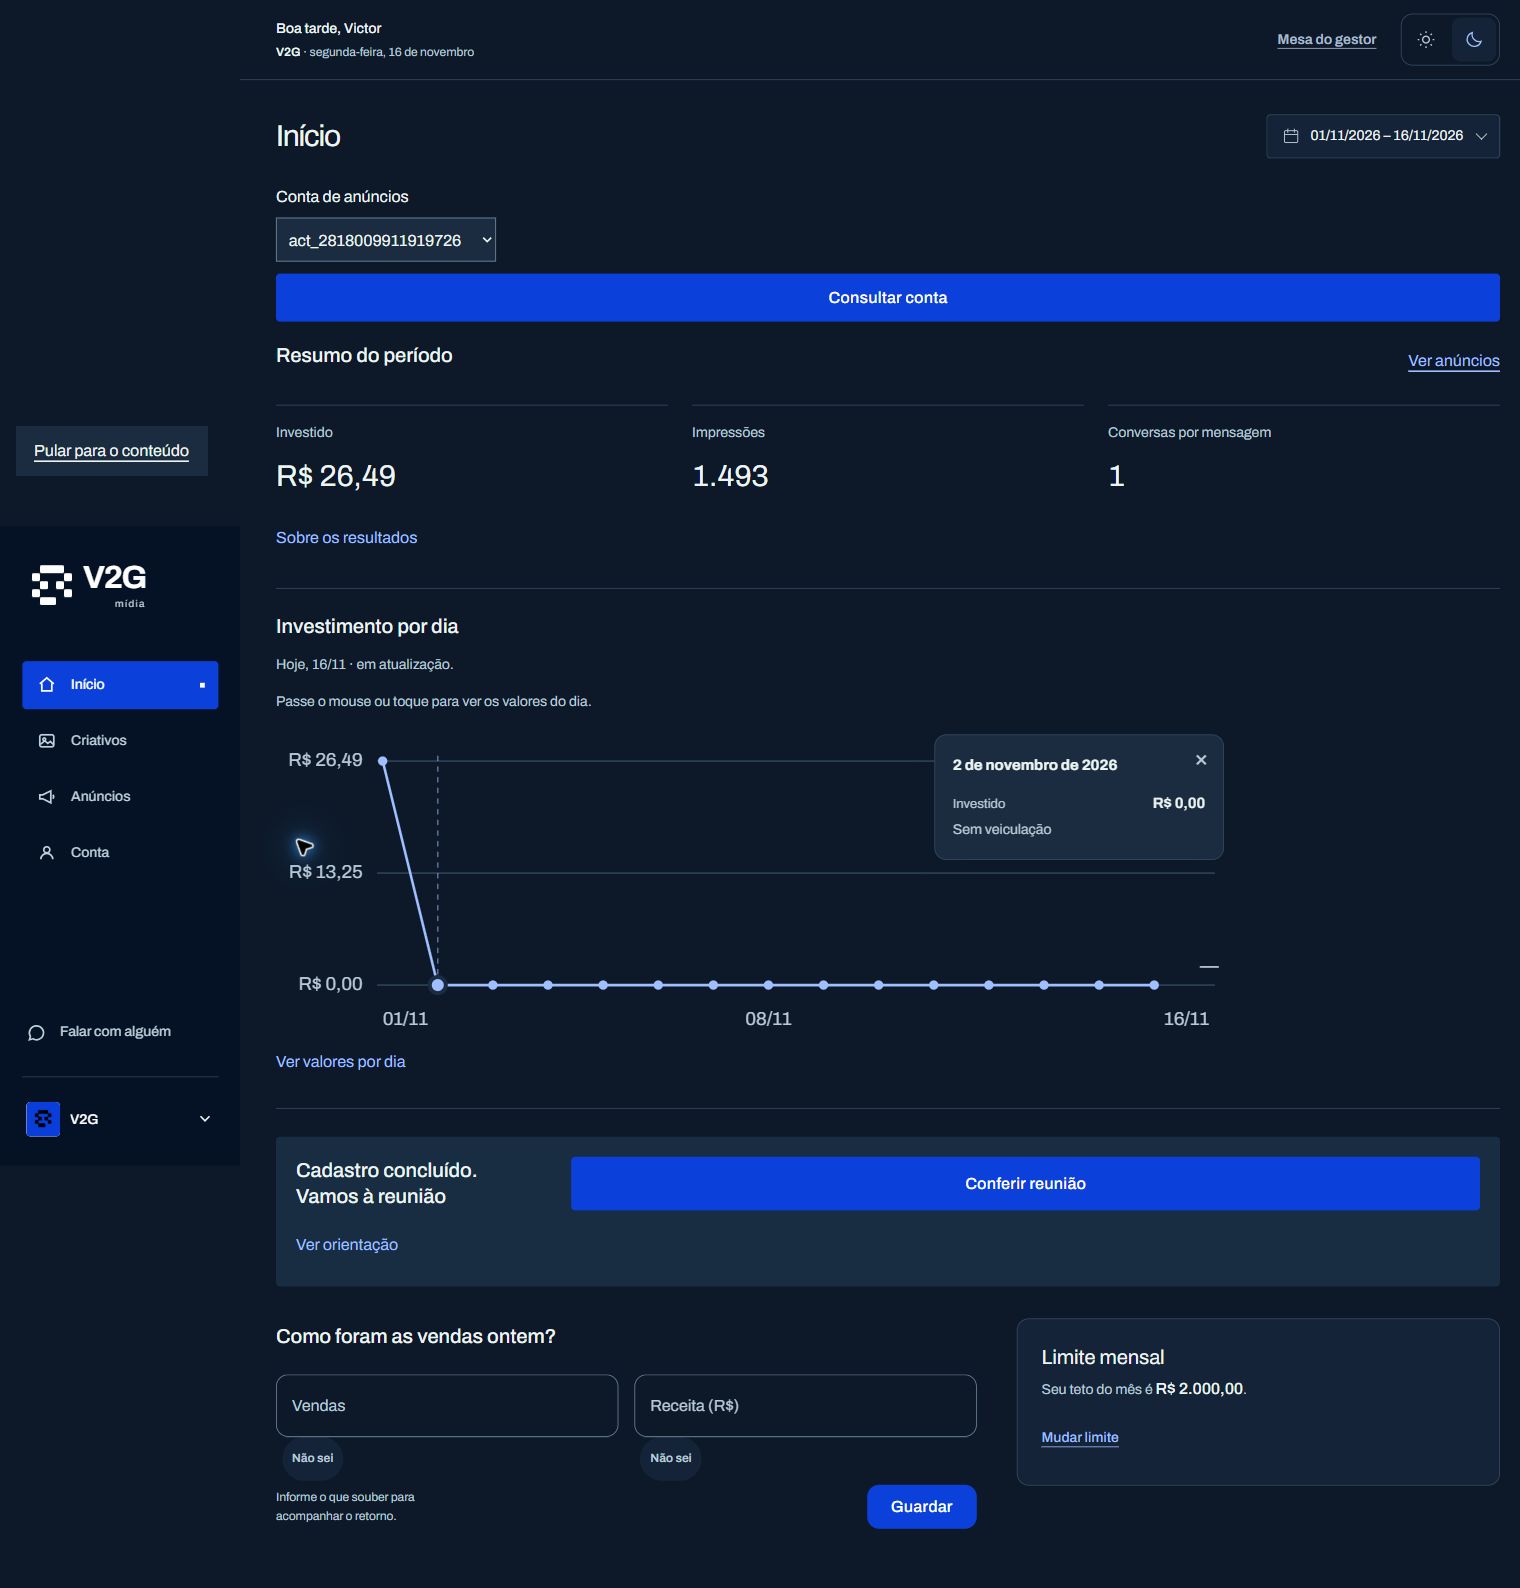 Boa tarde, Victor
V2G · segunda-feira, 16 de novembro
Mesa do gestor
Início
01/11/2026 – 16/11/2026
Conta de anúncios
act_2818009911919726
Consultar conta
Resumo do período
Ver anúncios
Investido
R$ 26,49
Impressões
1.493
Conversas por mensagem
1
Sobre os resultados
Pular para o conteúdo
V2G
mídia
Início
Criativos
Anúncios
Conta
Falar com alguém
V2G
Investimento por dia
Hoje, 16/11 · em atualização.
Passe o mouse ou toque para ver os valores do dia.
R$ 26,49
R$ 13,25
R$ 0,00
2 de novembro de 2026
Investido R$ 0,00
Sem veiculação
01/11
08/11
16/11
Ver valores por dia
Cadastro concluído.
Vamos à reunião
Conferir reunião
Ver orientação
Como foram as vendas ontem?
Vendas
Receita (R$)
Não sei
Não sei
Informe o que souber para
acompanhar o retorno.
Guardar
Limite mensal
Seu teto do mês é R$ 2.000,00.
Mudar limite